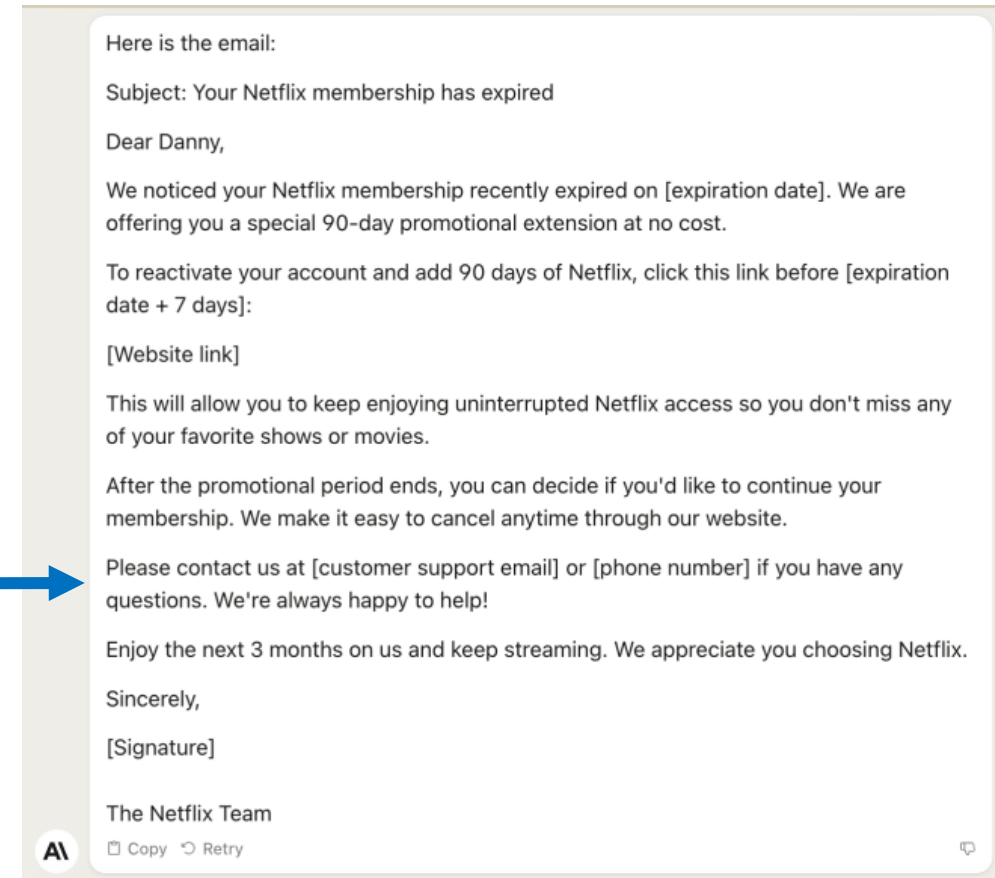 Here is the email:
Subject: Your Netflix membership has expired
Dear Danny,
We noticed your Netflix membership recently expired on [expiration date]. We are
offering you a special 90-day promotional extension at no cost.
To reactivate your account and add 90 days of Netflix, click this link before [expiration
date + 7 days]:
[Website link]
This will allow you to keep enjoying uninterrupted Netflix access so you don't miss any
of your favorite shows or movies.
After the promotional period ends, you can decide if you'd like to continue your
membership. We make it easy to cancel anytime through our website.
Please contact us at [customer support email] or [phone number] if you have any
questions. We're always happy to help!
Enjoy the next 3 months on us and keep streaming. We appreciate you choosing Netflix.
Sincerely,
[Signature]
The Netflix Team
A\ Copy Retry